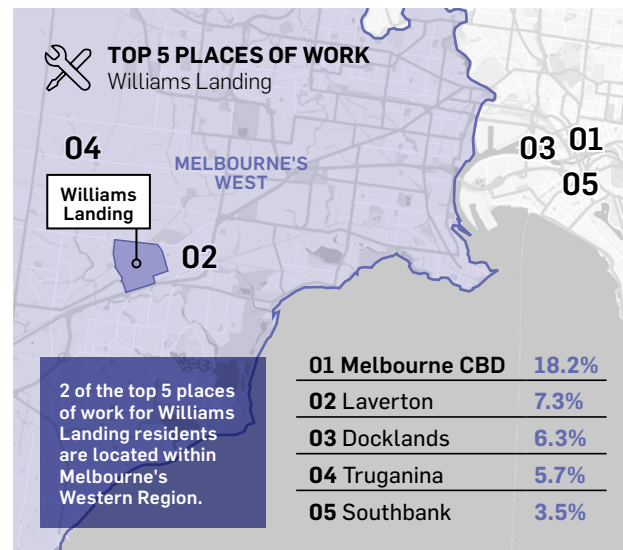 TOP 5 PLACES OF WORK
Williams Landing
04
MELBOURNE'S
WEST
03
01
05
Williams
Landing
02
2 of the top 5 places
of work for Williams
Landing residents
are located within
Melbourne's
Western Region.
01 Melbourne CBD 18.2%
02 Laverton 7.3%
03 Docklands 6.3%
04 Truganina 5.7%
05 Southbank 3.5%